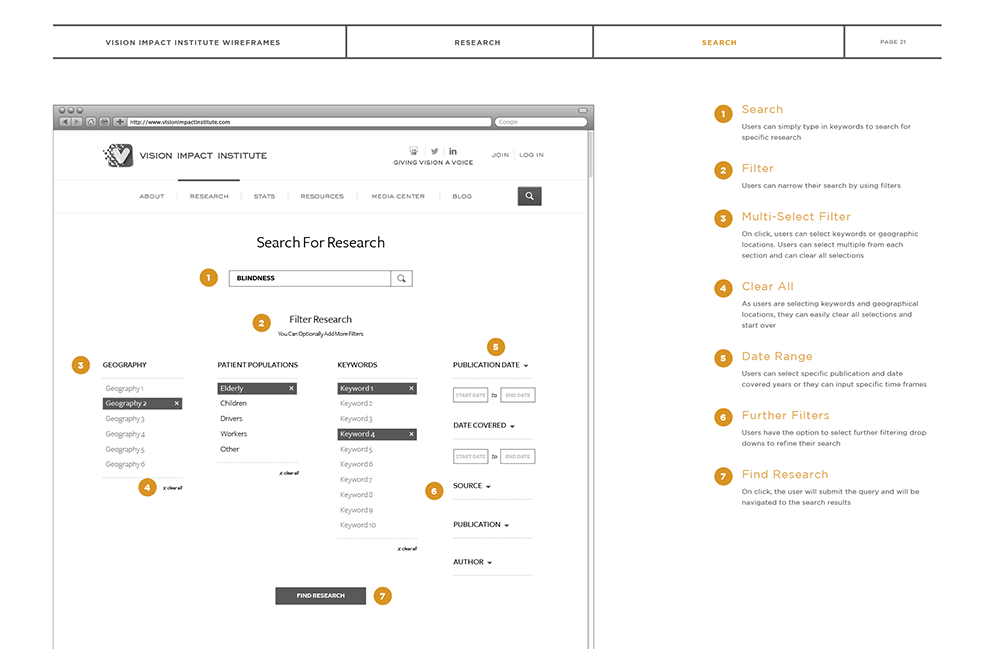 VISION IMPACT INSTITUTE WIREFRAMES
RESEARCH
SEARCH
PAGE 21
http://www.visionimpactinstitute.com
Google
VISION IMPACT INSTITUTE
GIVING VISION A VOICE
JOIN
LOG IN
ABOUT
RESEARCH
STATS
RESOURCES
MEDIA CENTER
BLOG
Search For Research
1
BLINDNESS
2
Filter Research
You Can Optionally Add More Filters
3
GEOGRAPHY
Geography 1
Geography 2 x
Geography 3
Geography 4
Geography 5
Geography 6
4
x clear all
PATIENT POPULATIONS
Elderly x
Children
Drivers
Workers
Other
x clear all
KEYWORDS
Keyword 1 x
Keyword 2
Keyword 3
Keyword 4 x
Keyword 5
Keyword 6
Keyword 7
Keyword 8
Keyword 9
Keyword 10
x clear all
5
PUBLICATION DATE
START DATE to END DATE
DATE COVERED
START DATE to END DATE
6
SOURCE
PUBLICATION
AUTHOR
FIND RESEARCH
7
1
Search
Users can simply type in keywords to search for
specific research
2
Filter
Users can narrow their search by using filters
3
Multi-Select Filter
On click, users can select keywords or geographic
locations. Users can select multiple from each
section and can clear all selections
4
Clear All
As users are selecting keywords and geographical
locations, they can easily clear all selections and
start over
5
Date Range
Users can select specific publication and date
covered years or they can input specific time frames
6
Further Filters
Users have the option to select further filtering drop
downs to refine their search
7
Find Research
On click, the user will submit the query and will be
navigated to the search results